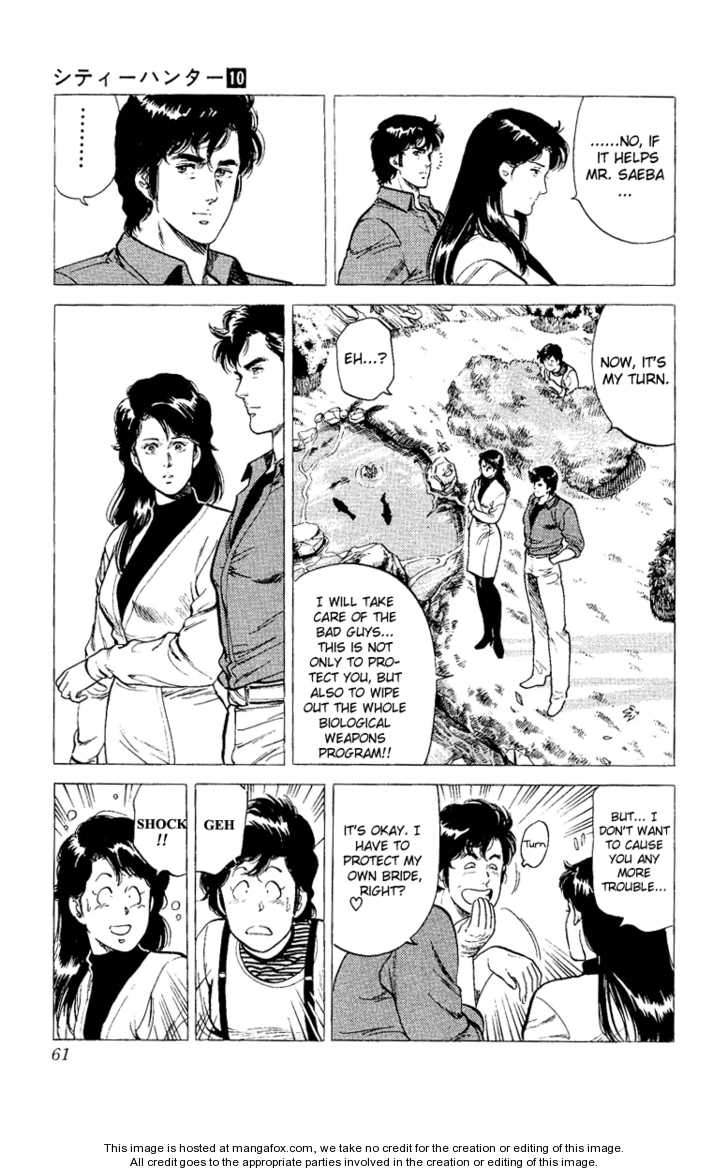 シティーハンター10
......NO, IF
IT HELPS
MR. SAEBA
...
........
NOW, IT'S
MY TURN.
EH...?
I WILL TAKE
CARE OF THE
BAD GUYS...
THIS IS NOT
ONLY TO PRO-
TECT YOU, BUT
ALSO TO WIPE
OUT THE WHOLE
BIOLOGICAL
WEAPONS
PROGRAM!!
BUT... I
DON'T WANT
TO CAUSE
YOU ANY
MORE
TROUBLE...
Turn
IT'S OKAY. I
HAVE TO
PROTECT MY
OWN BRIDE,
RIGHT?
♡
GEH
SHOCK
!!
61
This image is hosted at mangafox.com, we take no credit for the creation or editing of this image.
All credit goes to the appropriate parties involved in the creation or editing of this image.